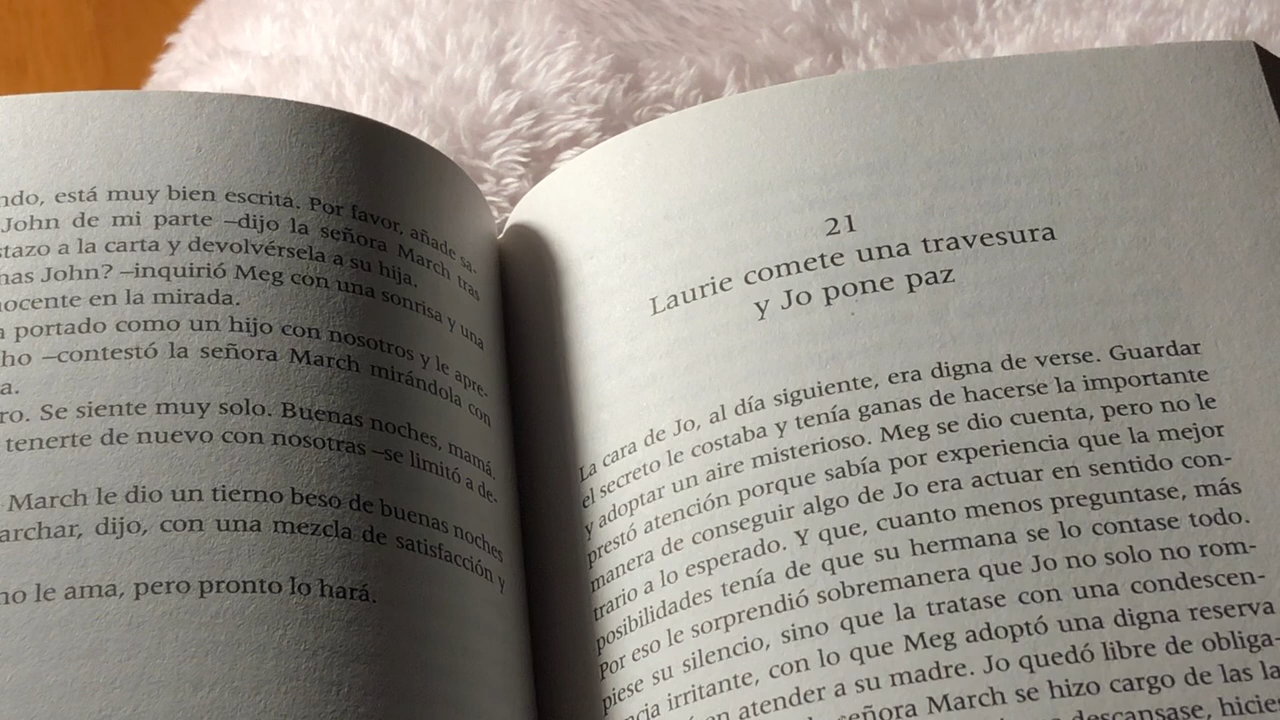 ndo, está muy bien escrita. Por favor, añade sa-
John de mi parte –dijo la señora March tras
stazo a la carta y devolvérsela a su hija.
nas John? –inquirió Meg con una sonrisa y una
nocente en la mirada.
a portado como un hijo con nosotros y le apre-
ho –contestó la señora March mirándola con
a.
ro. Se siente muy solo. Buenas noches, mamá.
tenerte de nuevo con nosotras –se limitó a de-
March le dio un tierno beso de buenas noches
archar, dijo, con una mezcla de satisfacción y
no le ama, pero pronto lo hará.
21
Laurie comete una travesura
y Jo pone paz
La cara de Jo, al día siguiente, era digna de verse. Guardar
el secreto le costaba y tenía ganas de hacerse la importante
y adoptar un aire misterioso. Meg se dio cuenta, pero no le
prestó atención porque sabía por experiencia que la mejor
manera de conseguir algo de Jo era actuar en sentido con-
trario a lo esperado. Y que, cuanto menos preguntase, más
posibilidades tenía de que su hermana se lo contase todo.
Por eso le sorprendió sobremanera que Jo no solo no rom-
piese su silencio, sino que la tratase con una condescen-
ncia irritante, con lo que Meg adoptó una digna reserva
en atender a su madre. Jo quedó libre de obliga-
señora March se hizo cargo de las la
descansase, hicie